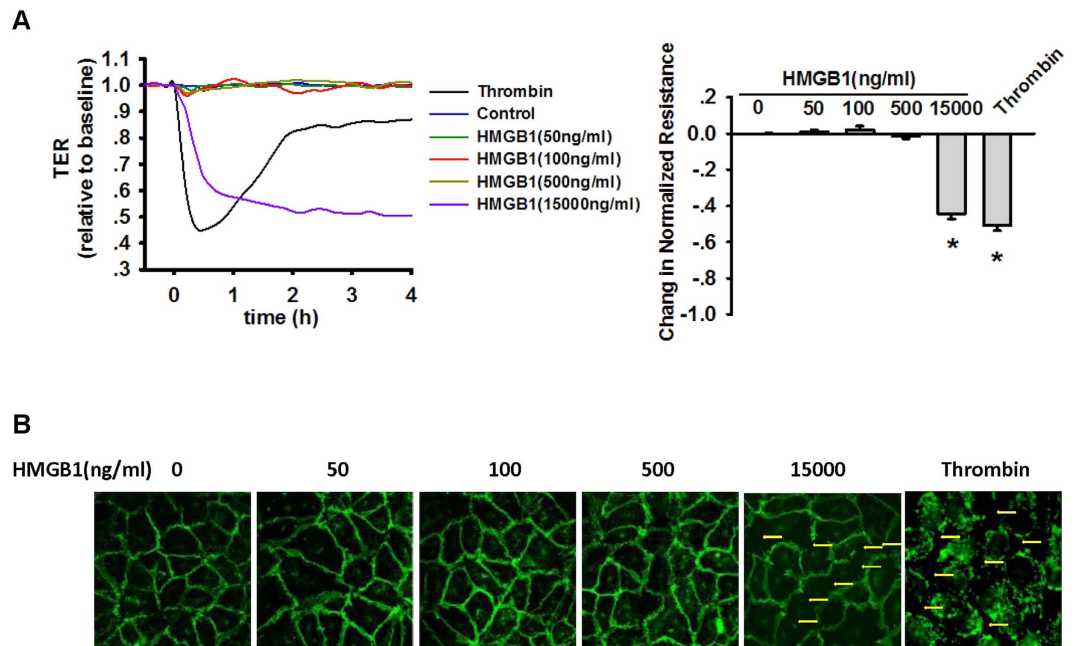 A
TER
(relative to baseline)
1.1
1.0
.9
.8
.7
.6
.5
.4
.3
0
1
2
3
4
time (h)
Thrombin
Control
HMGB1(50ng/ml)
HMGB1(100ng/ml)
HMGB1(500ng/ml)
HMGB1(15000ng/ml)
Chang in Normalized Resistance
.2
0.0
-.2
-.4
-.6
-.8
-1.0
HMGB1(ng/ml)
0 50 100 500 15000 Thrombin
*
*
B
HMGB1(ng/ml) 0 50 100 500 15000 Thrombin